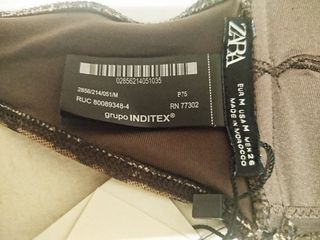 02856214051035
2856/214/051/M P75
RUC 80089348-4 RN 77302
grupo INDITEX®
ZARA
EUR M USA M MEX 26
MADE IN MOROCCO